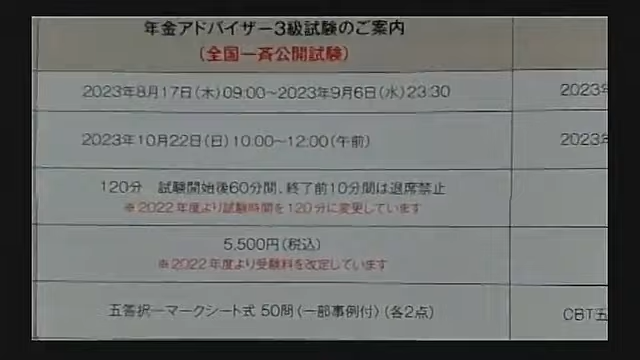 年金アドバイザー3級試験のご案内
(全国一斉公開試験)
2023年8月17日(木)09:00~2023年9月6日(水)23:30
2023年
2023年10月22日(日)10:00~12:00(午前)
2023年
120分 試験開始後60分間、終了前10分間は退席禁止
※2022年度より試験時間を120分に変更しています
5,500円(税込)
※2022年度より受験料を改定しています
五答択一マークシート式 50問(一部事例付)(各2点)
CBT五